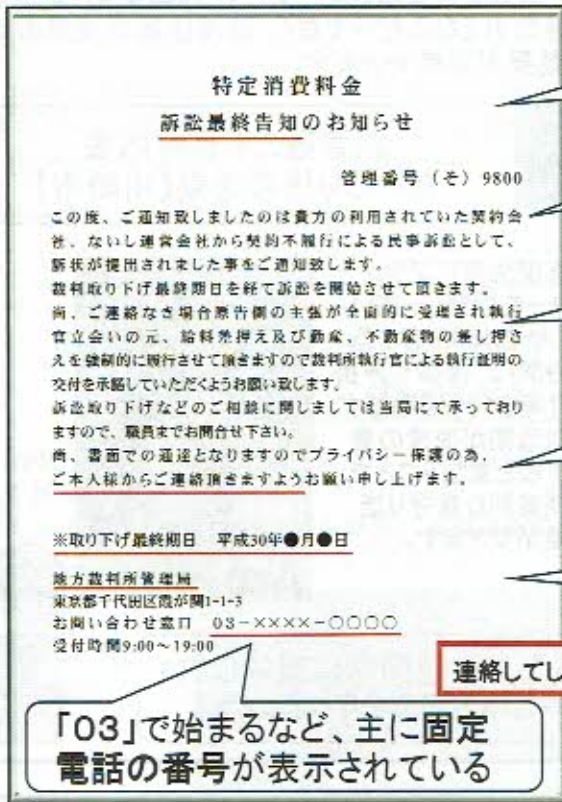 特定消費料金
訴訟最終告知のお知らせ
管理番号（そ）9800
この度、ご通知致しましたのは貴方の利用されていた契約会
社、ないし運営会社から契約不履行による民事訴訟として、
訴状が提出されました事をご通知致します。
裁判取り下げ最終期日を経て訴訟を開始させて頂きます。
尚、ご連絡なき場合原告側の主張が全面的に受理され執行
官立会いの元、給料差押え及び動産、不動産物の差し押さ
えを強制的に履行させて頂きますので裁判所執行官による執行証明の
交付を承諾していただくようお願い致します。
訴訟取り下げなどのご相談に関しましては当局にて承っており
ますので、職員までお問合せ下さい。
尚、書面での通達となりますのでプライバシー保護の為、
ご本人様からご連絡頂きますようお願い申し上げます。
※取り下げ最終期日　平成30年●月●日
地方裁判所管理局
東京都千代田区霞が関1-1-3
お問い合わせ窓口　03-××××-○○○○
受付時間9:00～19:00
連絡してし
「03」で始まるなど、主に固定
電話の番号が表示されている